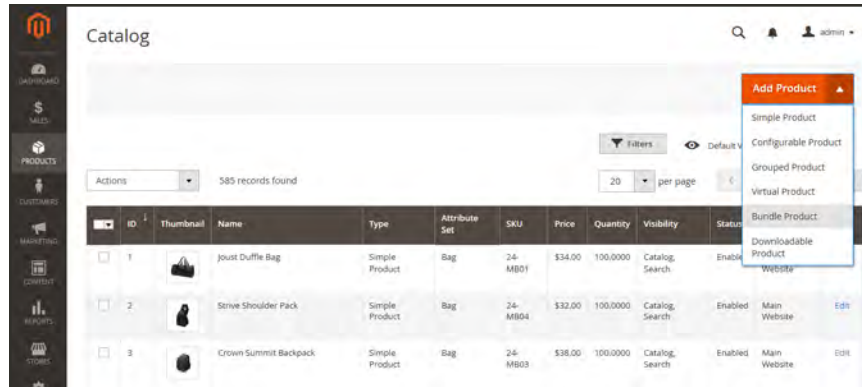 Catalog
admin
DASHBOARD
SALES
PRODUCTS
CUSTOMERS
MARKETING
CONTENT
REPORTS
STORES
Add Product
Simple Product
Configurable Product
Grouped Product
Virtual Product
Bundle Product
Downloadable
Product
Filters
Default V
Actions
585 records found
20
per page
ID
Thumbnail
Name
Type
Attribute
Set
SKU
Price
Quantity
Visibility
Status
1
Joust Duffle Bag
Simple
Product
Bag
24-
MB01
$34.00
100.0000
Catalog,
Search
Enable
Website
2
Strive Shoulder Pack
Simple
Product
Bag
24-
MB04
$32.00
100.0000
Catalog,
Search
Enabled
Main
Website
Edit
3
Crown Summit Backpack
Simple
Product
Bag
24-
MB03
$38.00
100.0000
Catalog,
Search
Enabled
Main
Website
Edit